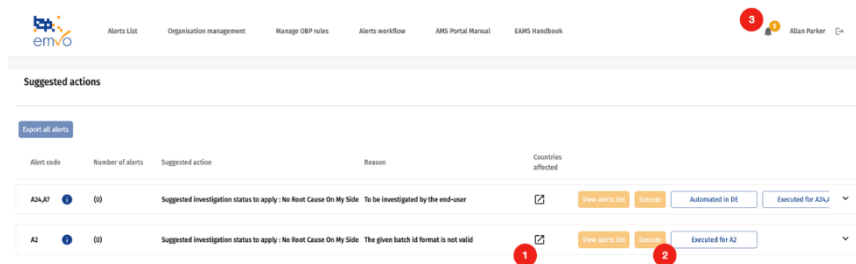 3
5
emvo
Alerts List Organisation management Manage OBP rules Alerts workflow AMS Portal Manual EAMS Handbook Allan Parker
Suggested actions
Export all alerts
Alert code Number of alerts Suggested action Reason Countries affected
A24,A7 (0) Suggested investigation status to apply : No Root Cause On My Side To be investigated by the end-user View alerts list Execute Automated in DE Executed for A24,A
A2 (0) Suggested investigation status to apply : No Root Cause On My Side The given batch id format is not valid View alerts list Execute Executed for A2
1 2